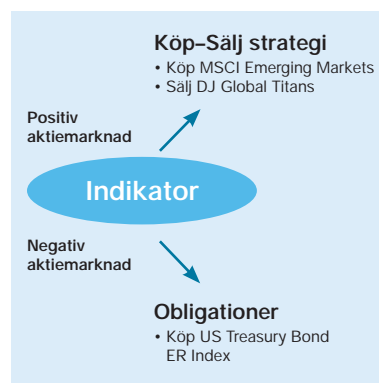 Köp–Sälj strategi
• Köp MSCI Emerging Markets
• Sälj DJ Global Titans
Positiv
aktiemarknad
Indikator
Negativ
aktiemarknad
Obligationer
• Köp US Treasury Bond
ER Index